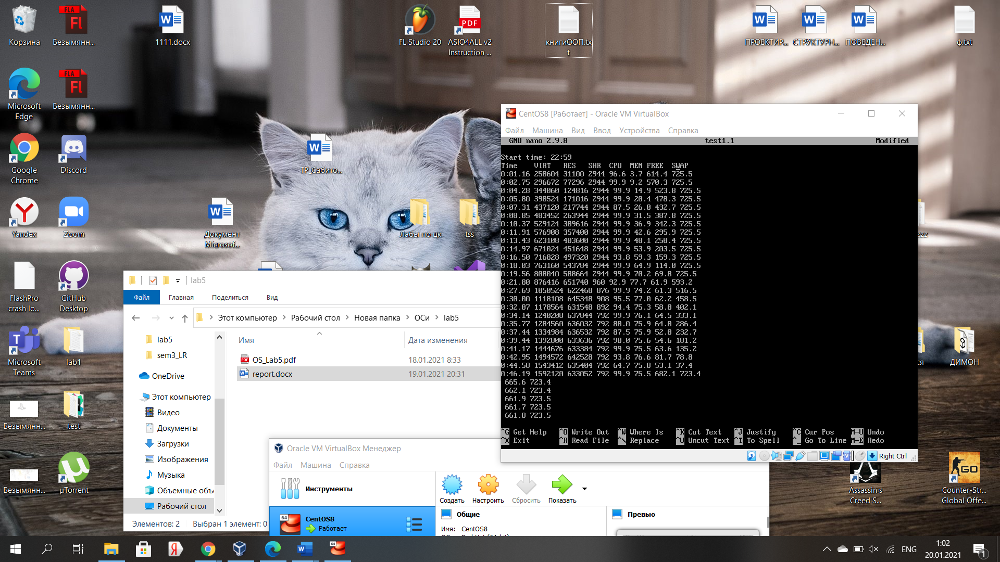 Корзина
Безымянн...
1111.docx
FL Studio 20
ASIO4ALL v2
Instruction ...
книгиООП.тx
t
ПРОЕКТИР...
СТРУКТУРН...
ПОВЕДЕН...
ф.txt
Microsoft
Edge
Безымянн...
Google
Chrome
Discord
ТР_Сабито...
Yandex
Zoom
Документ
Microsof...
Лабы по цк
tss
zzz
FlashPro
crash lo...
GitHub
Desktop
Microsoft
Teams
lab1
ся
ДИМОН
Безымянн...
test
Безымянн...
µTorrent
Assassin s
Creed S...
Counter-Str...
Global Offe...
CentOS8 [Работает] - Oracle VM VirtualBox
Файл Машина Вид Ввод Устройства Справка
GNU nano 2.9.8 test1.1 Modified
Start time: 22:59
Time VIRT RES SHR CPU MEM FREE SWAP
0:01.16 250604 31100 2944 96.6 3.7 614.4 725.5
0:02.75 296672 77296 2944 99.9 9.2 570.3 725.5
0:04.28 344060 124816 2944 99.9 14.9 523.8 725.5
0:05.80 390524 171016 2944 99.9 20.4 478.3 725.5
0:07.31 437120 217744 2944 87.5 26.0 432.7 725.5
0:08.85 483452 263944 2944 99.9 31.5 387.8 725.5
0:10.37 529124 309616 2944 99.9 36.9 342.3 725.5
0:11.91 576908 357400 2944 99.9 42.6 295.9 725.5
0:13.43 623108 403600 2944 99.9 48.1 250.4 725.5
0:14.97 671024 451648 2944 99.9 53.9 203.5 725.5
0:16.50 716828 497320 2944 93.8 59.3 159.3 725.5
0:18.03 763160 543784 2944 99.9 64.9 114.0 725.5
0:19.56 808040 588664 2944 99.9 70.2 69.8 725.5
0:21.80 876416 651740 960 92.9 77.7 61.9 593.2
0:27.69 1050524 622468 876 99.9 74.2 61.3 516.5
0:30.00 1118108 645348 908 95.5 77.0 62.2 458.5
0:32.07 1178564 631548 892 94.4 75.3 58.0 402.1
0:34.14 1240208 637844 792 99.9 76.1 64.5 333.1
0:35.77 1284560 636032 792 80.0 75.9 64.0 286.4
0:37.44 1334984 636532 792 87.5 75.9 52.0 232.7
0:39.44 1392800 633636 792 90.0 75.6 54.6 181.2
0:41.17 1444676 633384 792 99.9 75.5 63.6 135.2
0:42.95 1494572 642528 792 93.8 76.6 81.7 78.8
0:44.58 1543412 635404 792 64.7 75.8 53.1 37.4
0:46.19 1592120 633052 792 99.9 75.5 682.1 723.4
665.6 723.4
662.1 723.4
661.9 723.5
661.7 723.5
661.8 723.5
^G Get Help ^O Write Out ^W Where Is ^K Cut Text ^J Justify ^C Cur Pos M-U Undo
^X Exit ^R Read File ^\ Replace ^U Uncut Text ^T To Spell ^_ Go To Line M-E Redo
Right Ctrl
lab5
Файл Главная Поделиться Вид
Этот компьютер Рабочий стол Новая папка ОСи lab5
Имя Дата изменения
OS_Lab5.pdf 18.01.2021 8:33
report.docx 19.01.2021 20:31
lab5
sem3_LR
OneDrive
Этот компьютер
Видео
Документы
Загрузки
Изображения
Музыка
Объемные объ
Рабочий стол
Элементов: 2 Выбран 1 элемент: 0
Oracle VM VirtualBox Менеджер
Файл Машина Справка
Инструменты
Создать Настроить Сбросить Показать
CentOS8
Работает
Общие
Имя: CentOS8
Превью
ENG
1:02
20.01.2021
1